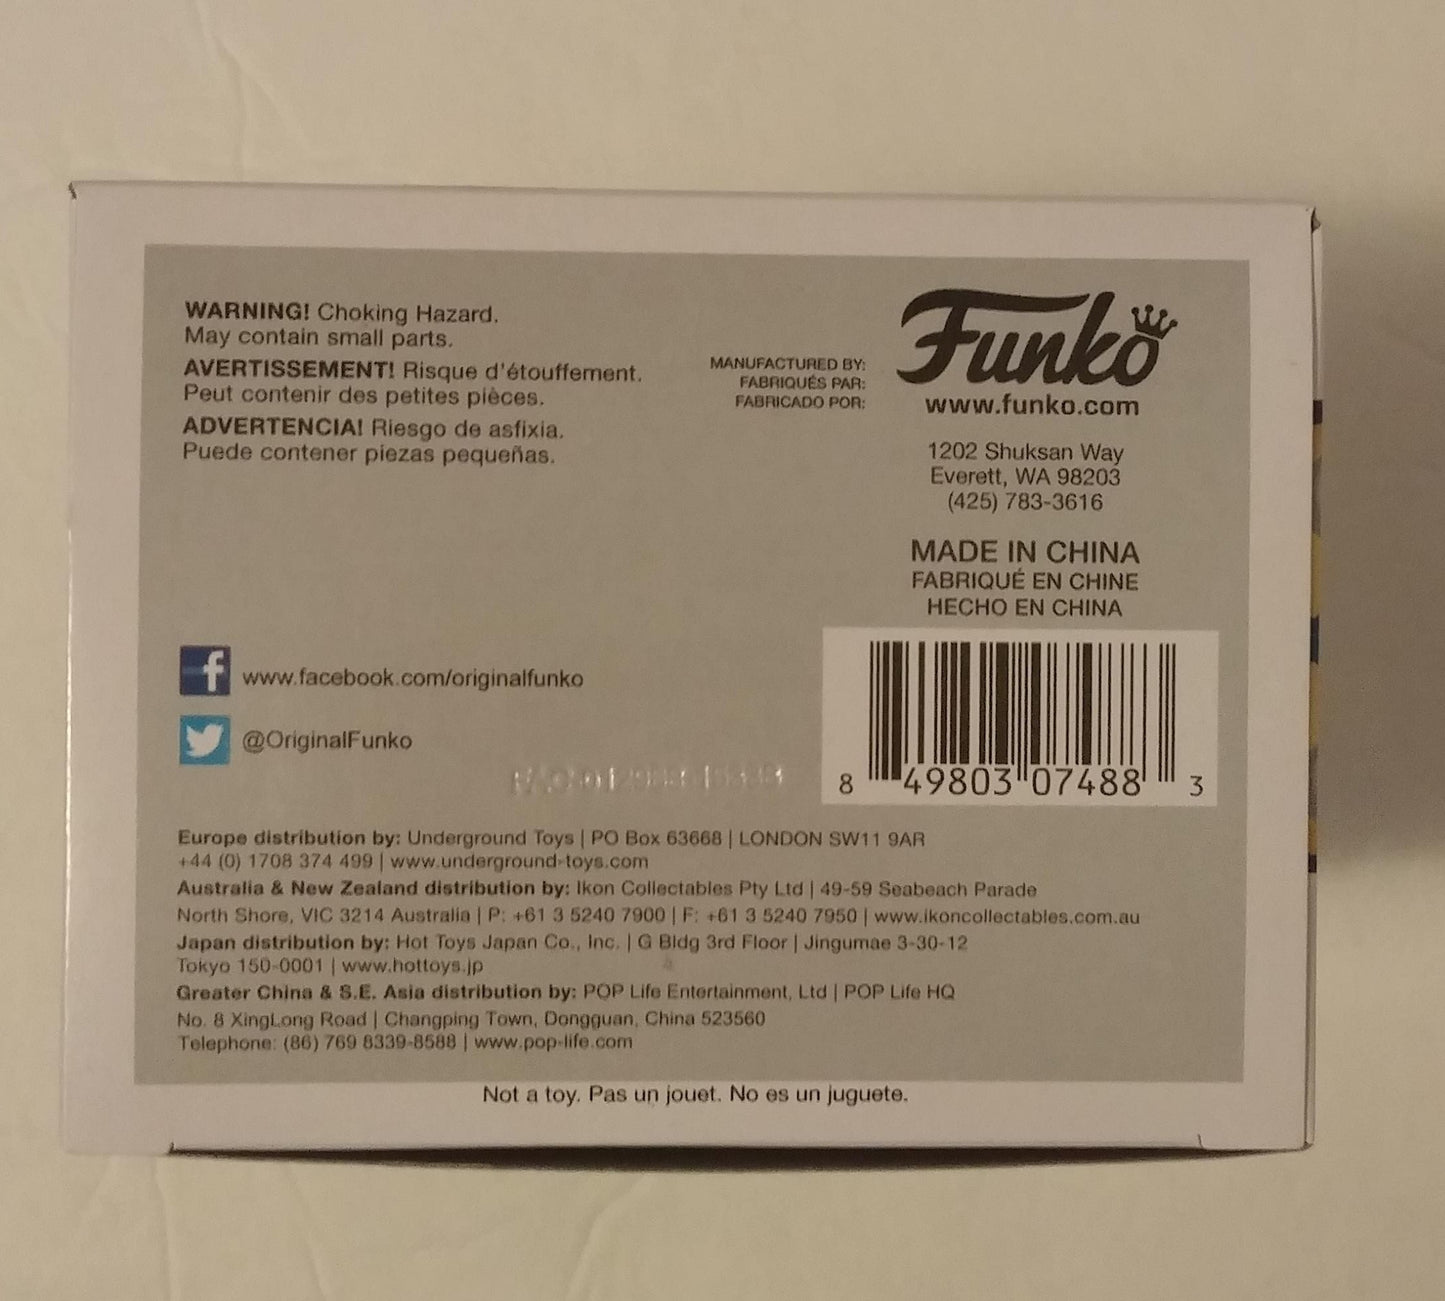 WARNING! Choking Hazard.
May contain small parts.
AVERTISSEMENT! Risque d'étouffement.
Peut contenir des petites pièces.
ADVERTENCIA! Riesgo de asfixia.
Puede contener piezas pequeñas.
MANUFACTURED BY:
FABRIQUÉS PAR:
FABRICADO POR:
Funko
www.funko.com
1202 Shuksan Way
Everett, WA 98203
(425) 783-3616
MADE IN CHINA
FABRIQUÉ EN CHINE
HECHO EN CHINA
f www.facebook.com/originalfunko
@OriginalFunko
8 49803 07488 3
Europe distribution by: Underground Toys | PO Box 63668 | LONDON SW11 9AR
+44 (0) 1708 374 499 | www.underground-toys.com
Australia & New Zealand distribution by: Ikon Collectables Pty Ltd | 49-59 Seabeach Parade
North Shore, VIC 3214 Australia | P: +61 3 5240 7900 | F: +61 3 5240 7950 | www.ikoncollectables.com.au
Japan distribution by: Hot Toys Japan Co., Inc. | G Bldg 3rd Floor | Jingumae 3-30-12
Tokyo 150-0001 | www.hottoys.jp
Greater China & S.E. Asia distribution by: POP Life Entertainment, Ltd | POP Life HQ
No. 8 XingLong Road | Changping Town, Dongguan, China 523560
Telephone: (86) 769 8339-8588 | www.pop-life.com
Not a toy. Pas un jouet. No es un juguete.